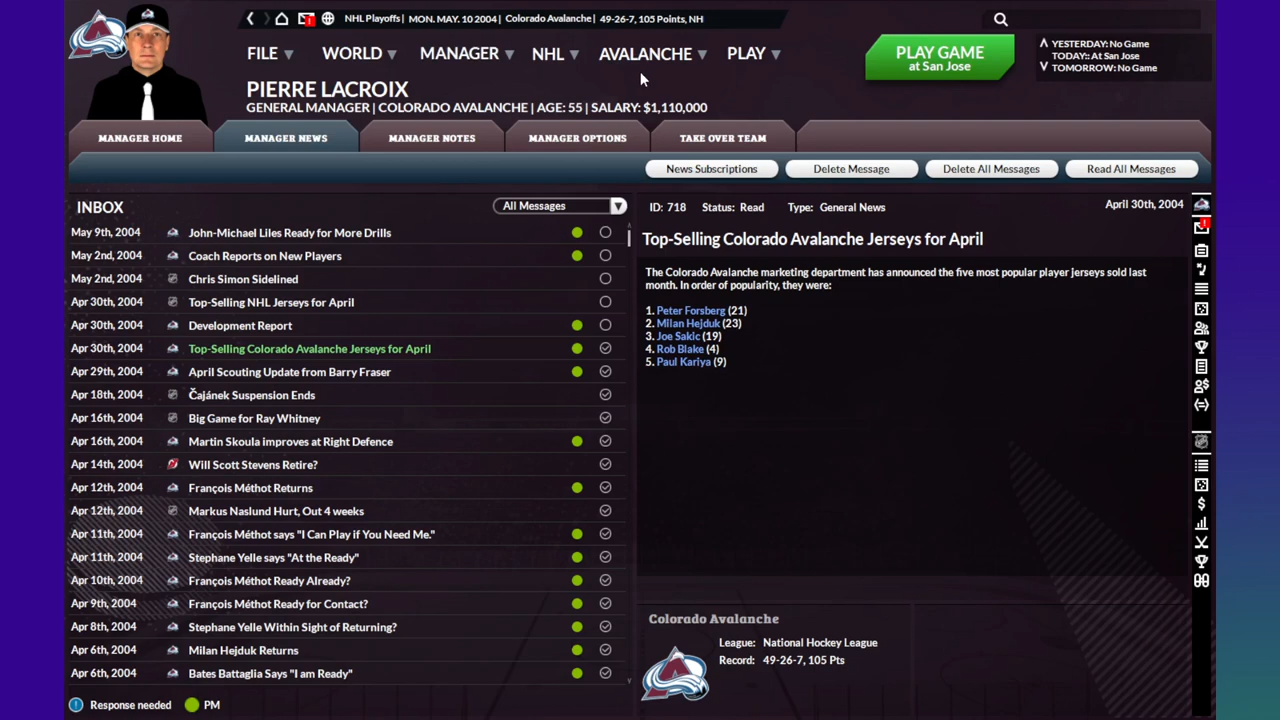 NHL Playoffs | MON. MAY. 10 2004 | Colorado Avalanche | 49-26-7, 105 Points, NH
FILE WORLD MANAGER NHL AVALANCHE PLAY
PLAY GAME
at San Jose
YESTERDAY: No Game
TODAY:: At San Jose
TOMORROW: No Game
PIERRE LACROIX
GENERAL MANAGER | COLORADO AVALANCHE | AGE: 55 | SALARY: $1,110,000
MANAGER HOME MANAGER NEWS MANAGER NOTES MANAGER OPTIONS TAKE OVER TEAM
News Subscriptions Delete Message Delete All Messages Read All Messages
INBOX All Messages
May 9th, 2004 John-Michael Liles Ready for More Drills
May 2nd, 2004 Coach Reports on New Players
May 2nd, 2004 Chris Simon Sidelined
Apr 30th, 2004 Top-Selling NHL Jerseys for April
Apr 30th, 2004 Development Report
Apr 30th, 2004 Top-Selling Colorado Avalanche Jerseys for April
Apr 29th, 2004 April Scouting Update from Barry Fraser
Apr 18th, 2004 Čajánek Suspension Ends
Apr 16th, 2004 Big Game for Ray Whitney
Apr 16th, 2004 Martin Skoula improves at Right Defence
Apr 14th, 2004 Will Scott Stevens Retire?
Apr 12th, 2004 François Méthot Returns
Apr 12th, 2004 Markus Naslund Hurt, Out 4 weeks
Apr 11th, 2004 François Méthot says "I Can Play if You Need Me."
Apr 11th, 2004 Stephane Yelle says "At the Ready"
Apr 10th, 2004 François Méthot Ready Already?
Apr 9th, 2004 François Méthot Ready for Contact?
Apr 8th, 2004 Stephane Yelle Within Sight of Returning?
Apr 6th, 2004 Milan Hejduk Returns
Apr 6th, 2004 Bates Battaglia Says "I am Ready"
Response needed PM
ID: 718 Status: Read Type: General News April 30th, 2004
Top-Selling Colorado Avalanche Jerseys for April
The Colorado Avalanche marketing department has announced the five most popular player jerseys sold last
month. In order of popularity, they were:
1. Peter Forsberg (21)
2. Milan Hejduk (23)
3. Joe Sakic (19)
4. Rob Blake (4)
5. Paul Kariya (9)
Colorado Avalanche
League: National Hockey League
Record: 49-26-7, 105 Pts